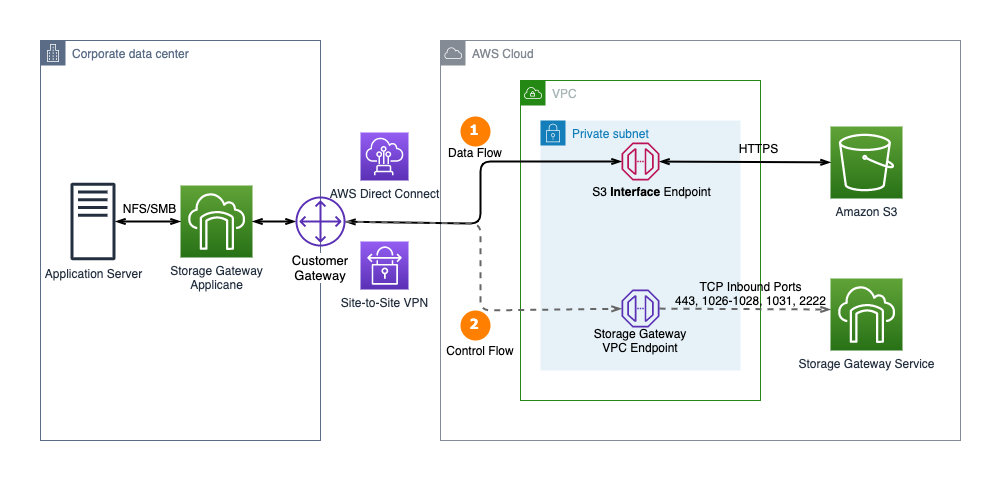 Corporate data center
AWS Cloud
VPC
1
Data Flow
Private subnet
HTTPS
AWS Direct Connect
S3 Interface Endpoint
NFS/SMB
Amazon S3
Application Server
Storage Gateway
Applicane
Customer
Gateway
Site-to-Site VPN
TCP Inbound Ports
443, 1026-1028, 1031, 2222
2
Control Flow
Storage Gateway
VPC Endpoint
Storage Gateway Service